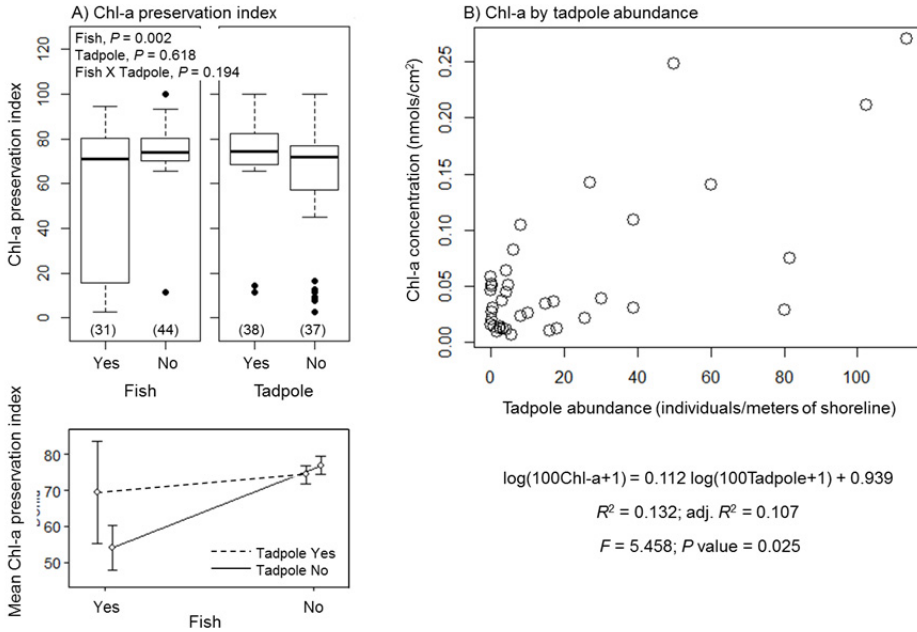 A) Chl-a preservation index
Fish, P = 0.002
Tadpole, P = 0.618
Fish X Tadpole, P = 0.194
Chl-a preservation index
120
100
80
60
40
20
0
(31)
(44)
(38)
(37)
Yes
No
Yes
No
Fish
Tadpole
Mean Chl-a preservation index
80
70
60
50
Tadpole Yes
Tadpole No
Yes
No
Fish
B) Chl-a by tadpole abundance
Chl-a concentration (nmols/cm²)
0.25
0.20
0.15
0.10
0.05
0.00
0
20
40
60
80
100
Tadpole abundance (individuals/meters of shoreline)
log(100Chl-a+1) = 0.112 log(100Tadpole+1) + 0.939
R² = 0.132; adj. R² = 0.107
F = 5.458; P value = 0.025